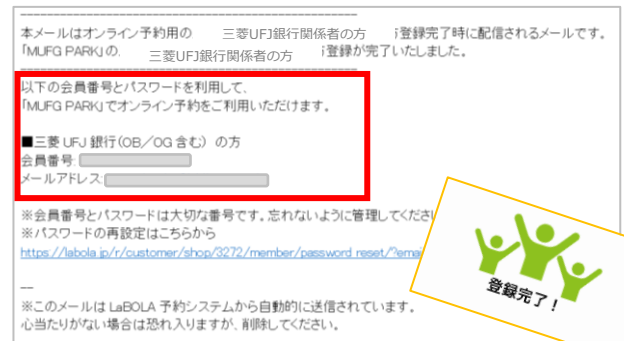 本メールはオンライン予約用の 三菱UFJ銀行関係者の方 登録完了時に配信されるメールです。
「MUFG PARK」の 三菱UFJ銀行関係者の方 登録が完了いたしました。
以下の会員番号とパスワードを利用して、
「MUFG PARK」でオンライン予約をご利用いただけます。
■三菱 UFJ 銀行(OB／OG 含む) の方
会員番号:
メールアドレス:
※会員番号とパスワードは大切な番号です。忘れないように管理してくださ
※パスワードの再設定はこちらから
https://labola.jp/r/customer/shop/3272/member/password_reset/?ema
登録完了！
--
※このメールは LaBOLA 予約システムから自動的に送信されています。
心当たりがない場合は恐れ入りますが、削除してください。